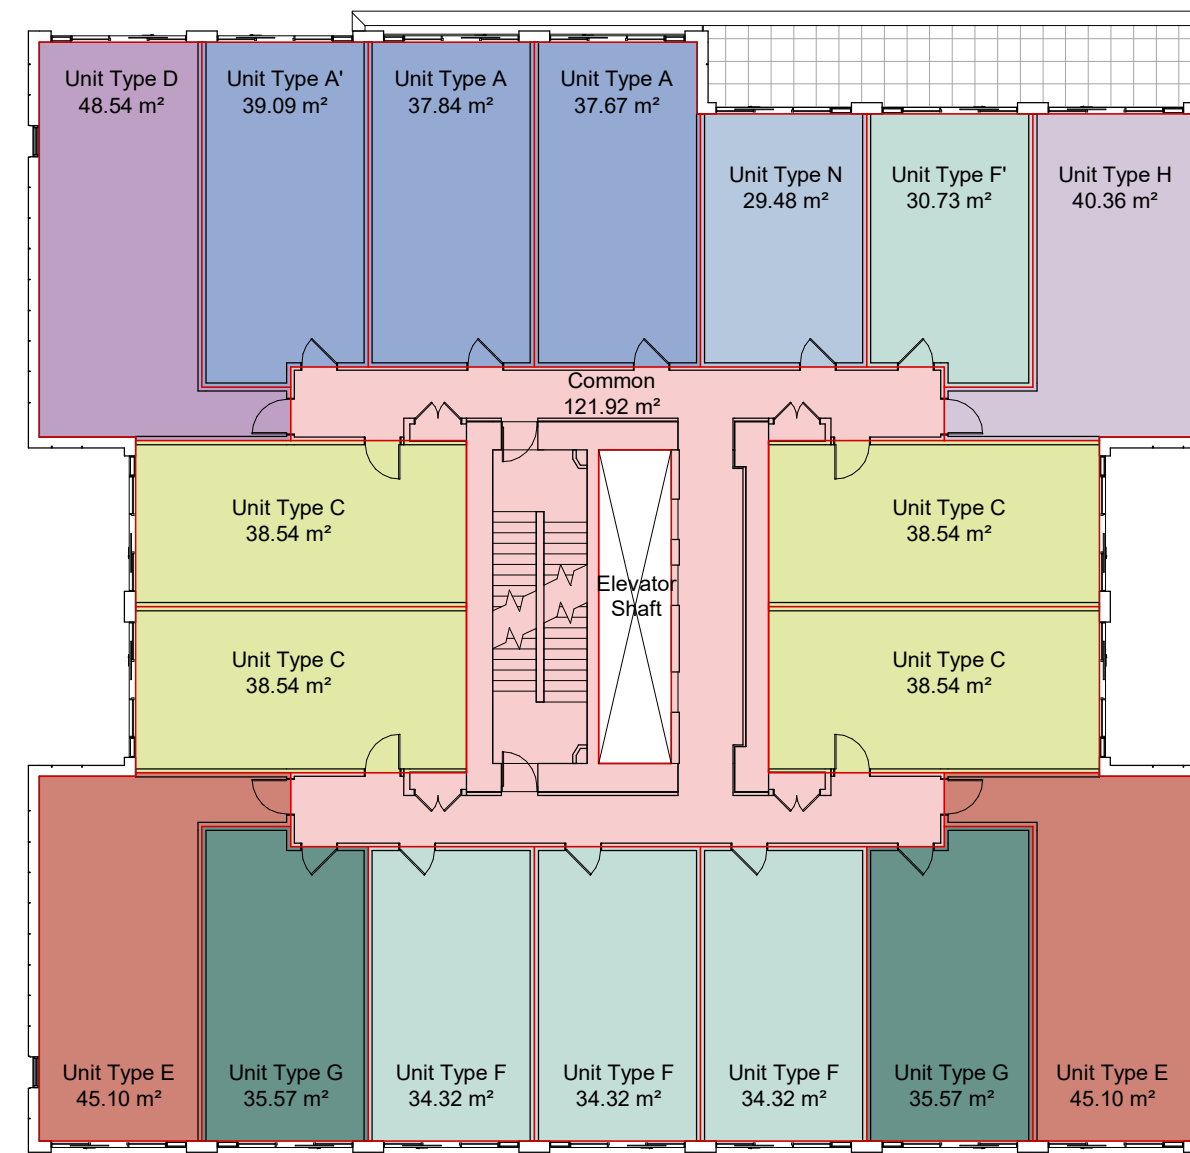 Unit Type D
48.54 m²
Unit Type A'
39.09 m²
Unit Type A
37.84 m²
Unit Type A
37.67 m²
Unit Type N
29.48 m²
Unit Type F'
30.73 m²
Unit Type H
40.36 m²
Common
121.92 m²
Unit Type C
38.54 m²
Unit Type C
38.54 m²
Elevator
Shaft
Unit Type C
38.54 m²
Unit Type C
38.54 m²
Unit Type E
45.10 m²
Unit Type G
35.57 m²
Unit Type F
34.32 m²
Unit Type F
34.32 m²
Unit Type F
34.32 m²
Unit Type G
35.57 m²
Unit Type E
45.10 m²